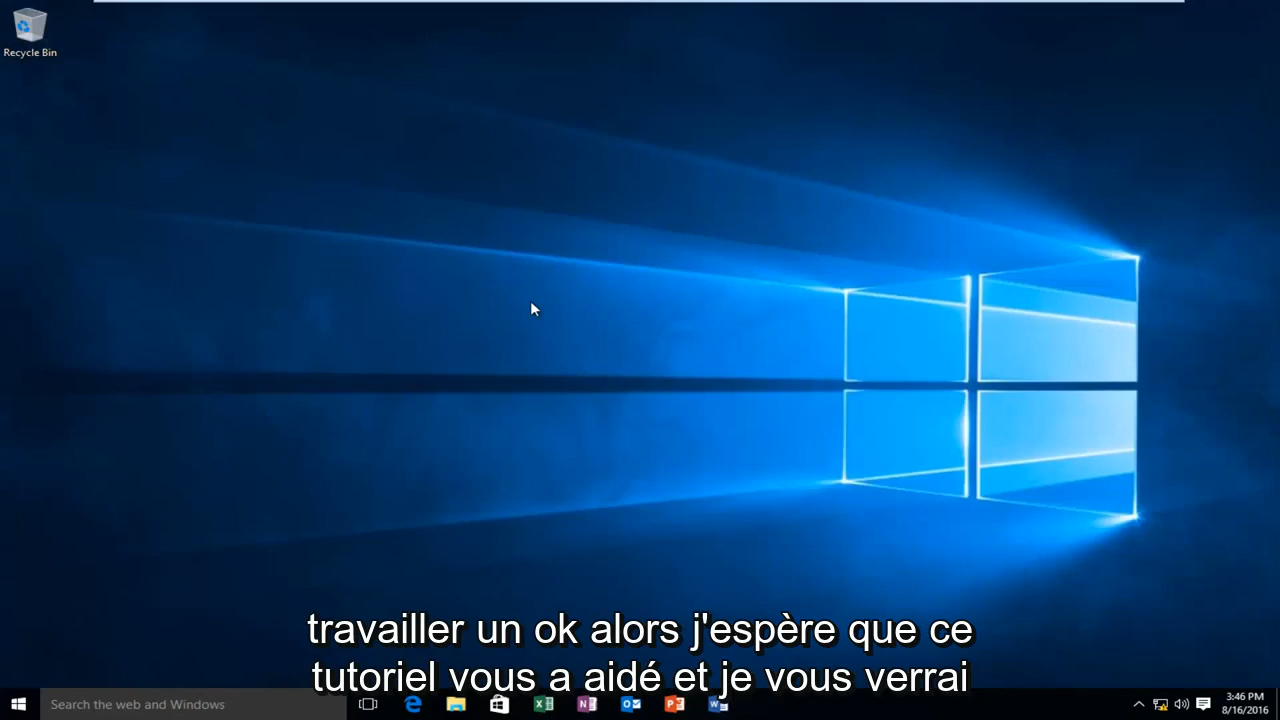 Recycle Bin
travailler un ok alors j'espère que ce
tutoriel vous a aidé et je vous verrai
Search the web and Windows
3:46 PM
8/16/2016